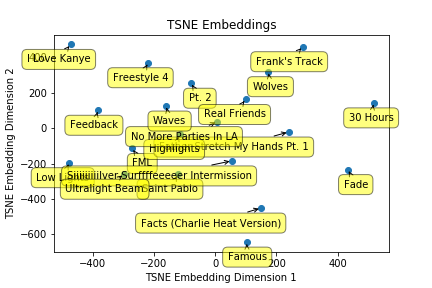 TSNE Embeddings
TSNE Embedding Dimension 2
400
200
0
−200
−400
−600
I Love Kanye
Frank's Track
Freestyle 4
Wolves
Pt. 2
Real Friends
30 Hours
Waves
Feedback
No More Parties In LA
Highlights
Stretch My Hands Pt. 1
FML
Low
Siiiiiiiiilver Surffffeeeeer Intermission
Fade
Ultralight Beam
Saint Pablo
Facts (Charlie Heat Version)
Famous
−400
−200
0
200
400
TSNE Embedding Dimension 1